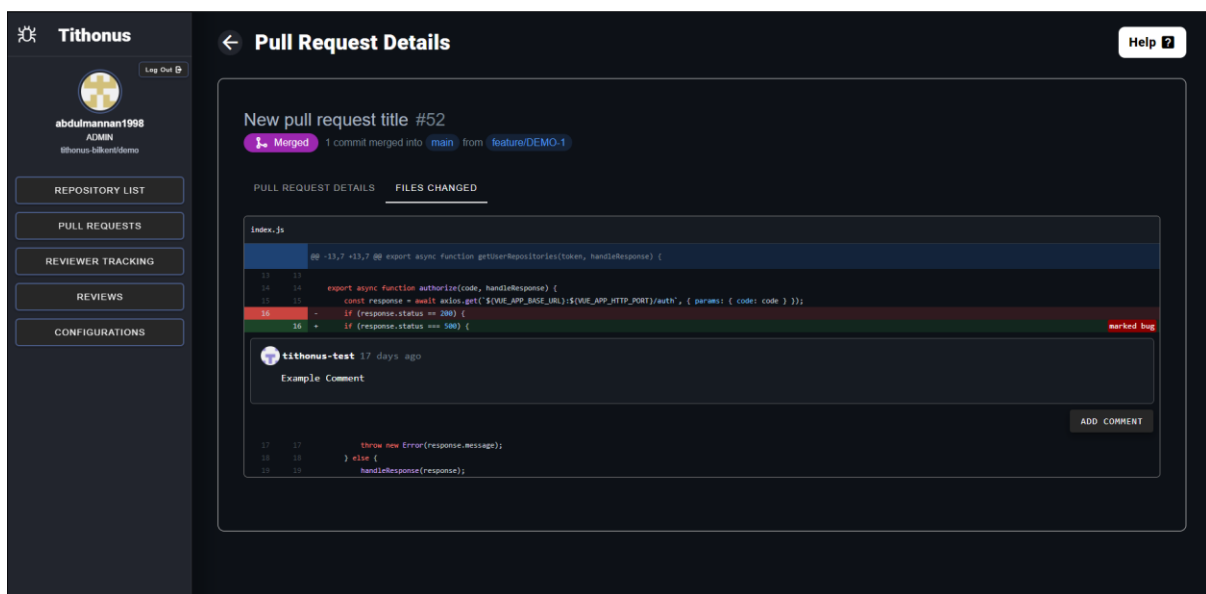 Tithonus
Log Out
abdulmannan1998
ADMIN
tithonus-bilkent/demo
REPOSITORY LIST
PULL REQUESTS
REVIEWER TRACKING
REVIEWS
CONFIGURATIONS
Pull Request Details
Help ?
New pull request title #52
Merged 1 commit merged into main from feature/DEMO-1
PULL REQUEST DETAILS FILES CHANGED
index.js
@@ -13,7 +13,7 @@ export async function getUserRepositories(token, handleResponse) {
13 13
14 14 export async function authorize(code, handleResponse) {
15 15 const response = await axios.get(`${VUE_APP_BASE_URL}:${VUE_APP_HTTP_PORT}/auth`, { params: { code: code } });
16 - if (response.status == 200) {
16 + if (response.status === 500) { marked bug
tithonus-test 17 days ago
Example Comment
ADD COMMENT
17 17 throw new Error(response.message);
18 18 } else {
19 19 handleResponse(response);